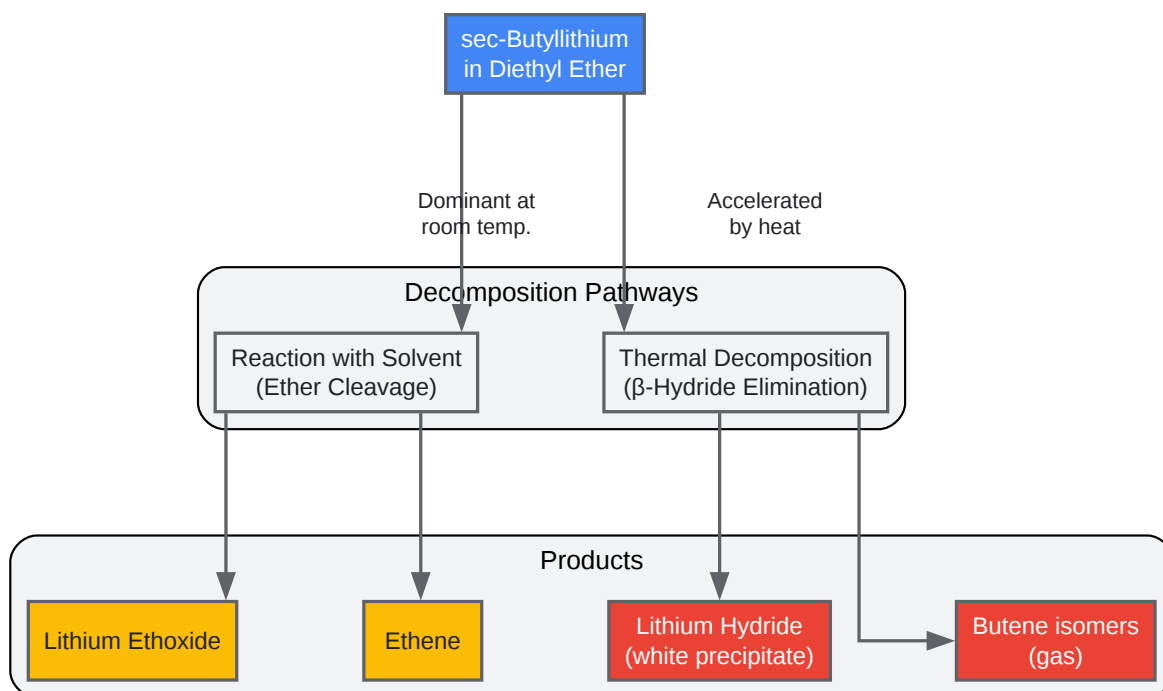 sec-Butyllithium
in Diethyl Ether
Dominant at
room temp.
Accelerated
by heat
Decomposition Pathways
Reaction with Solvent
(Ether Cleavage)
Thermal Decomposition
(β-Hydride Elimination)
Products
Lithium Ethoxide
Ethene
Lithium Hydride
(white precipitate)
Butene isomers
(gas)